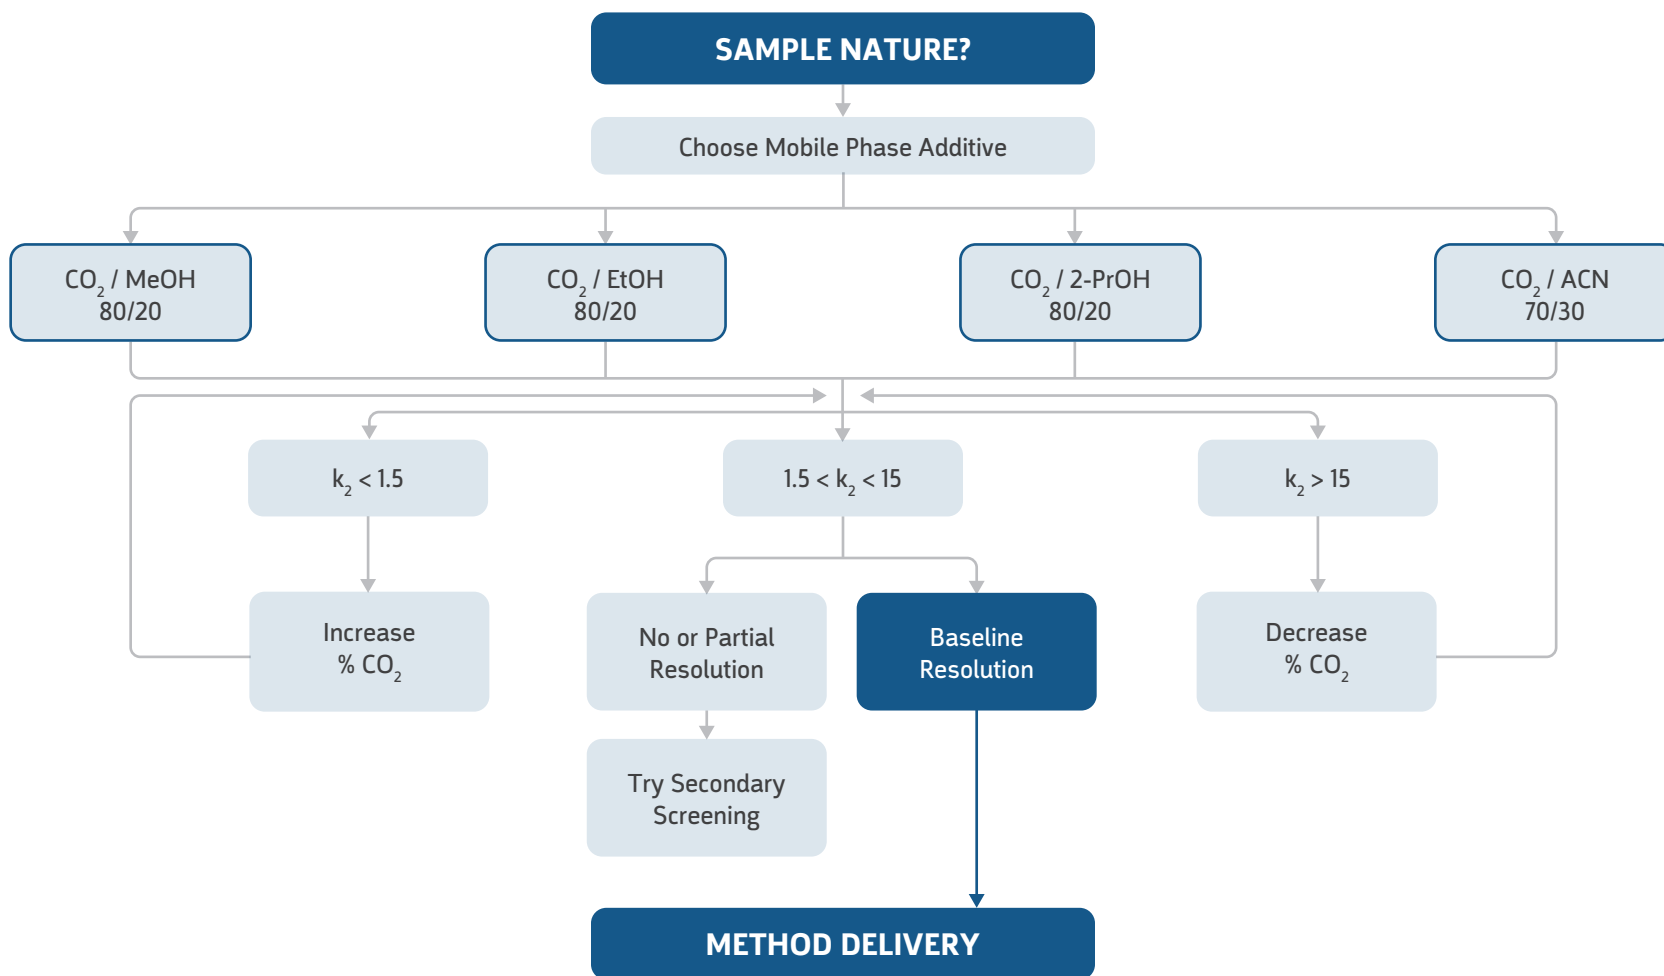 SAMPLE NATURE?
Choose Mobile Phase Additive
CO₂ / MeOH
80/20
CO₂ / EtOH
80/20
CO₂ / 2-PrOH
80/20
CO₂ / ACN
70/30
k₂ < 1.5
1.5 < k₂ < 15
k₂ > 15
Increase
% CO₂
No or Partial
Resolution
Baseline
Resolution
Decrease
% CO₂
Try Secondary
Screening
METHOD DELIVERY